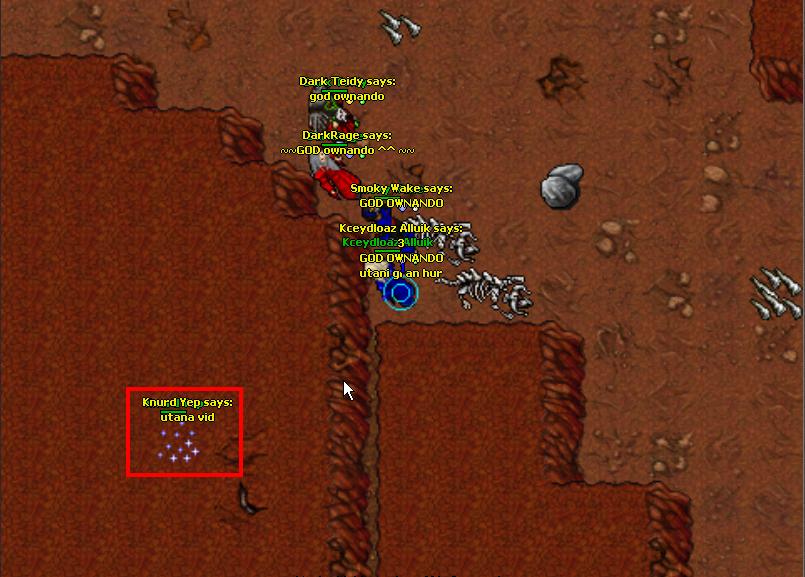 Dark Teidy says:
god ownando
DarkRage says:
~~GOD ownando ^^ ~~
Smoky Wake says:
GOD OWNANDO
Kceydloaz Alluik says:
3
Kceydloaz Alluik
GOD OWNANDO
utani gran hur
Knurd Yep says:
utana vid